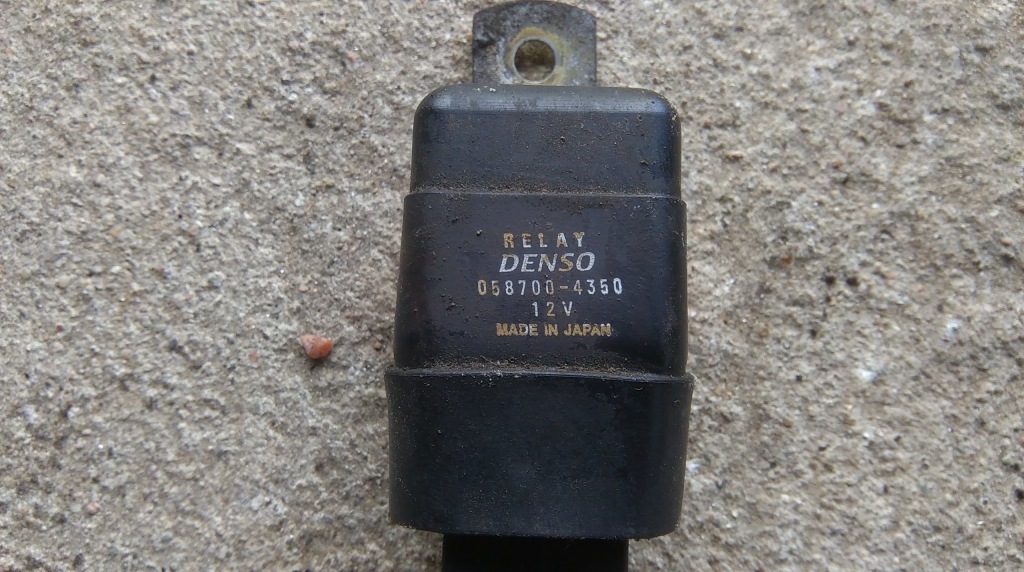 RELAY
DENSO
058700-4350
12V
MADE IN JAPAN